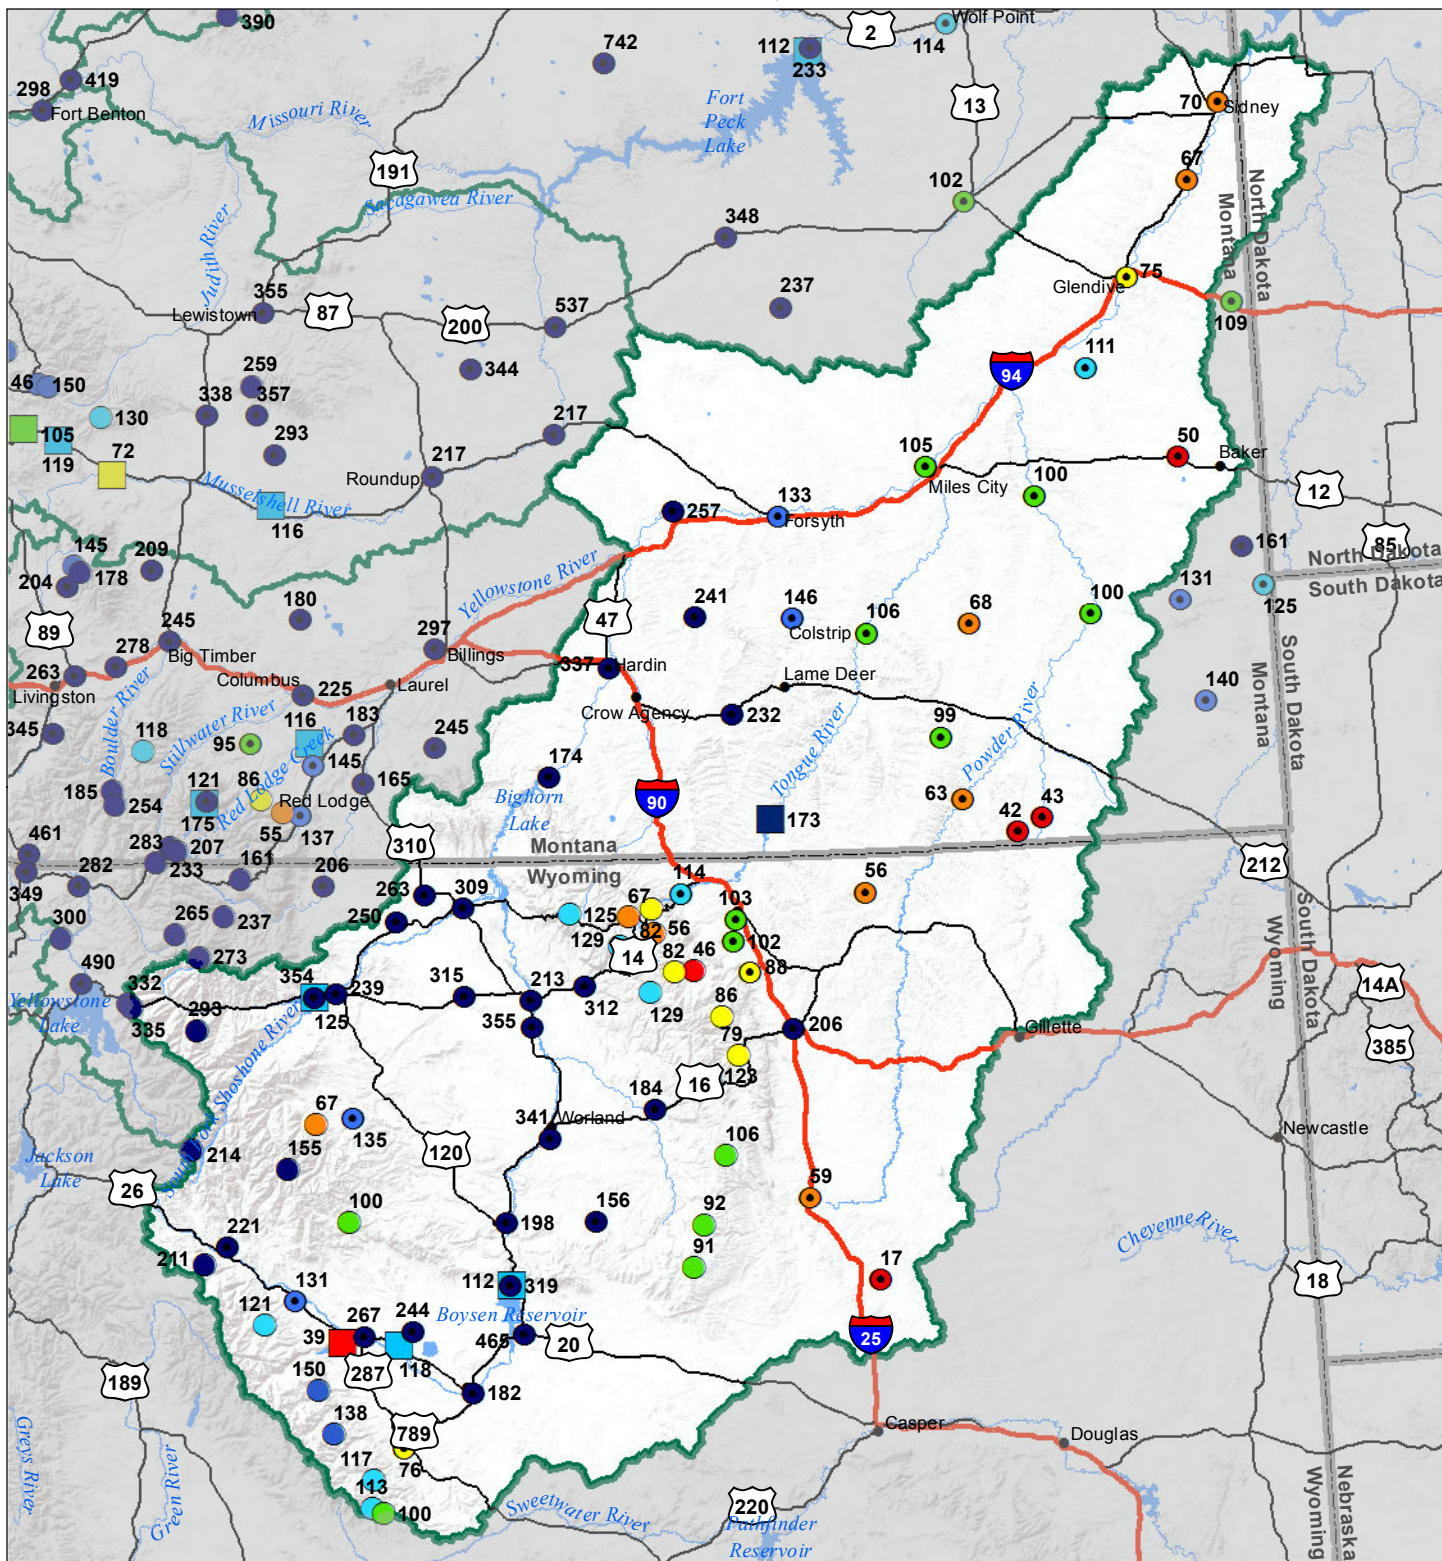 390
742
112
233
2
114
Wolf Point
298
419
Fort Benton
Missouri River
Fort
Peck
Lake
13
70
Sidney
191
67
102
Sacagawea River
348
North Dakota
Montana
Judith River
355
Lewistown
87
200
537
237
75
Glendive
109
259
344
111
94
46
150
338
357
130
217
105
119
72
293
105
50
Baker
Roundup
217
Miles City
100
12
Musselshell River
116
257
133
Forsyth
85
145
209
161
North Dakota
South Dakota
204
178
Yellowstone River
131
125
89
180
47
241
146
Colstrip
106
68
100
245
Big Timber
297
Billings
278
263
Livingston
Columbus
225
Laurel
337
Hardin
Lame Deer
South Dakota
Montana
140
Boulder River
Stillwater River
Crow Agency
232
345
118
95
116
183
245
99
Tongue River
Powder River
Red Lodge Creek
145
174
185
254
121
175
86
Red Lodge
165
Bighorn
Lake
90
173
63
42
43
55
137
461
283
207
233
310
Montana
Wyoming
212
349
282
161
206
263
309
114
56
300
265
237
250
125
67
103
129
82
56
102
South Dakota
Wyoming
273
14
82
46
88
490
354
239
315
213
312
129
14A
Yellowstone
Lake
332
335
293
125
355
86
206
Gillette
385
79
123
16
184
341
Worland
67
135
Newcastle
155
120
106
214
Jackson
Lake
26
100
198
156
92
59
Cheyenne River
221
91
211
131
112
319
17
18
121
Boysen Reservoir
39
267
244
118
465
20
25
287
150
189
182
138
789
76
Casper
Douglas
Greys River
Green River
117
113
100
Sweetwater River
220
Pathfinder
Reservoir
Nebraska
Wyoming